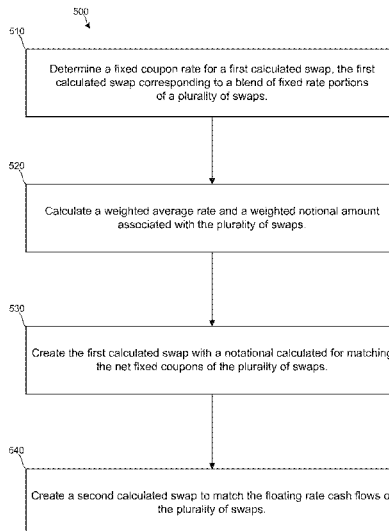 500
510
Determine a fixed coupon rate for a first calculated swap, the first
calculated swap corresponding to a blend of fixed rate portions
of a plurality of swaps.
520
Calculate a weighted average rate and a weighted notional amount
associated with the plurality of swaps.
530
Create the first calculated swap with a notational calculated for matching
the net fixed coupons of the plurality of swaps.
640
Create a second calculated swap to match the floating rate cash flows o
the plurality of swaps.